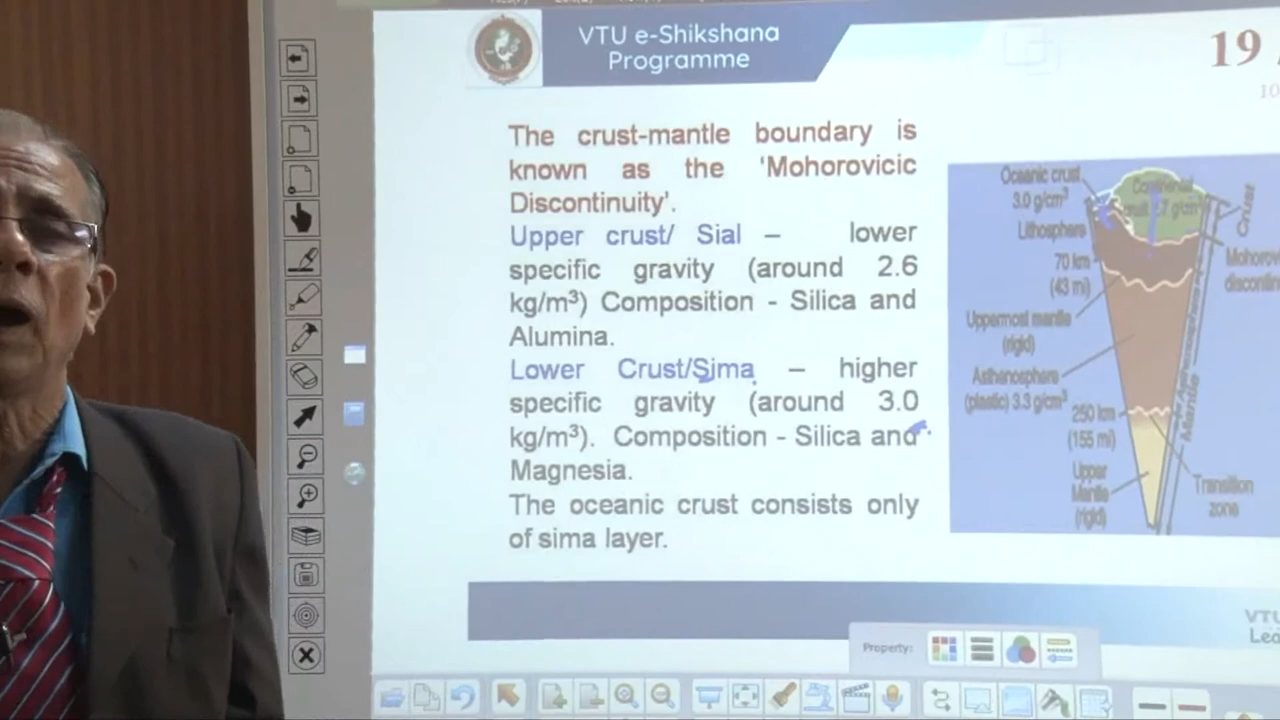 VTU e-Shikshana
Programme
19
The crust-mantle boundary is
known as the 'Mohorovicic
Discontinuity'.
Upper crust/ Sial – lower
specific gravity (around 2.6
kg/m³) Composition - Silica and
Alumina.
Lower Crust/Sima – higher
specific gravity (around 3.0
kg/m³). Composition - Silica and
Magnesia.
The oceanic crust consists only
of sima layer.
Oceanic crust
3.0 g/cm³
Lithosphere
70 km
(43 mi)
Uppermost mantle
(rigid)
Asthenosphere
(plastic) 3.3 g/cm³
250 km
(155 mi)
Upper
Mantle
(rigid)
Continental
Crust
Mantle
Transition
zone
VTU
Property: